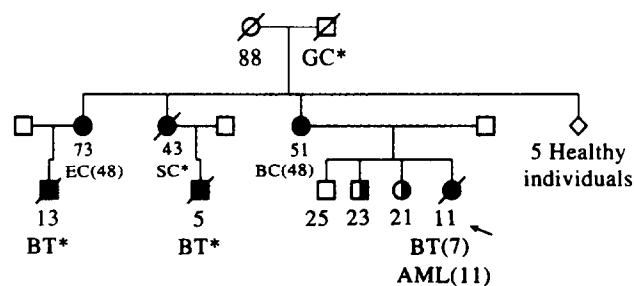 88 GC*
73 43 51
EC(48) SC* BC(48)
5 Healthy
individuals
13 5 25 23 21 11
BT* BT* BT(7)
AML(11)